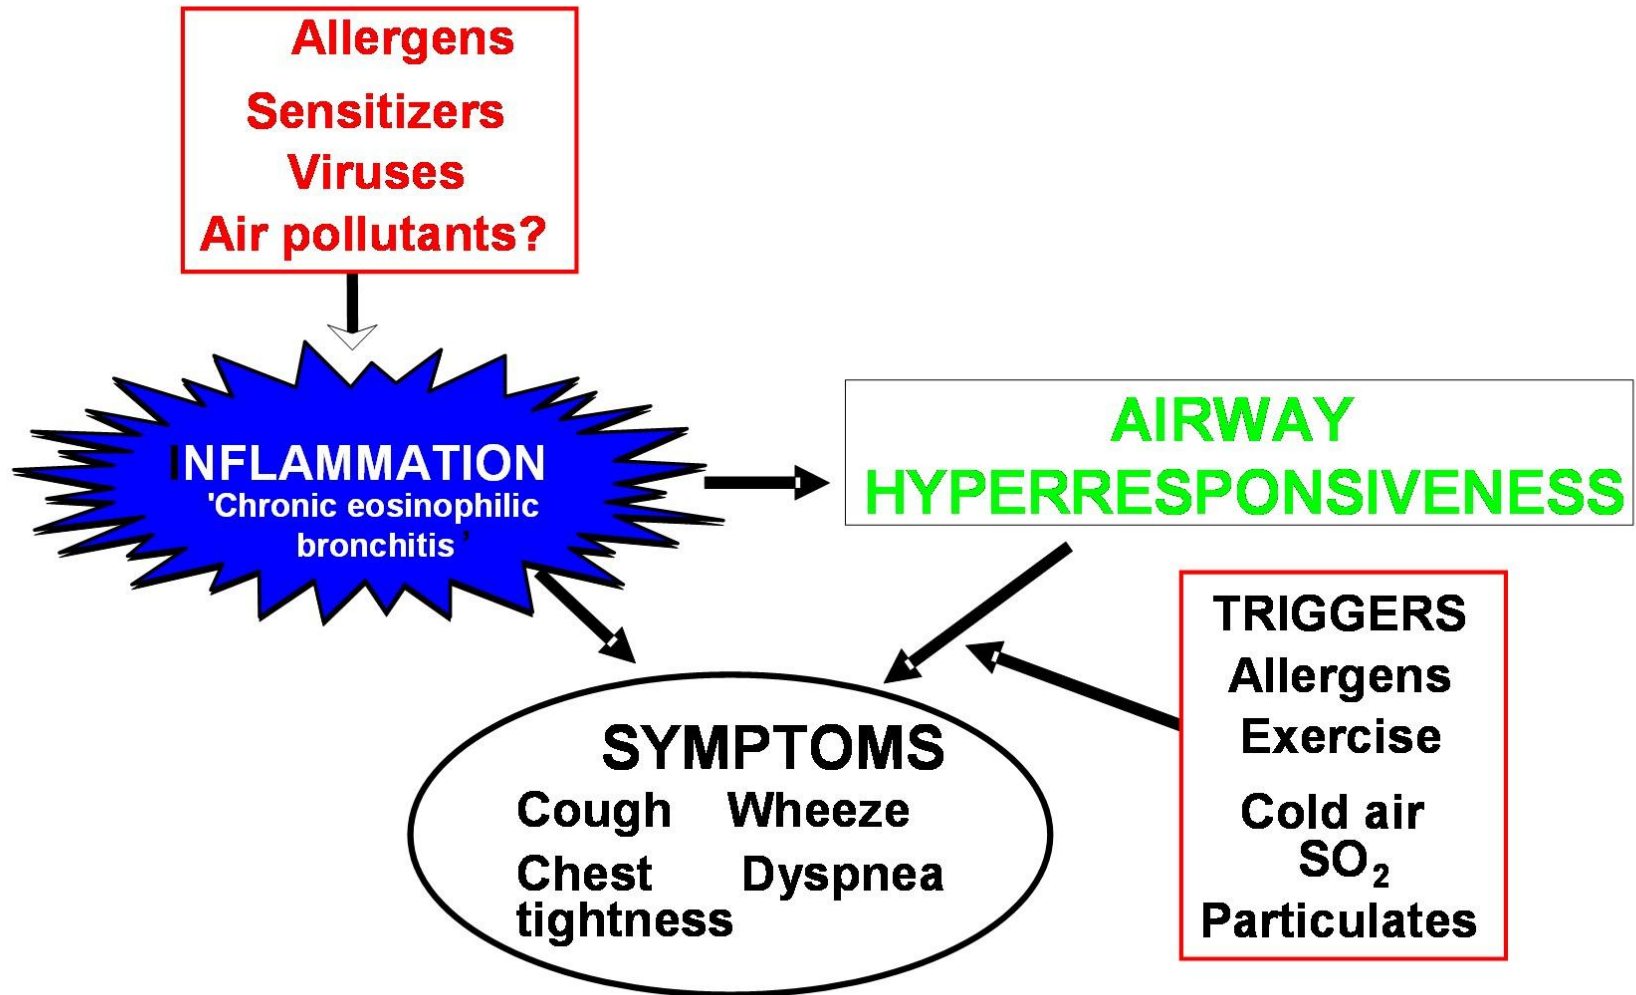 Allergens
Sensitizers
Viruses
Air pollutants?
INFLAMMATION
'Chronic eosinophilic
bronchitis ’
AIRWAY
HYPERRESPONSIVENESS
TRIGGERS
Allergens
Exercise
Cold air
SO₂
Particulates
SYMPTOMS
Cough Wheeze
Chest Dyspnea
tightness